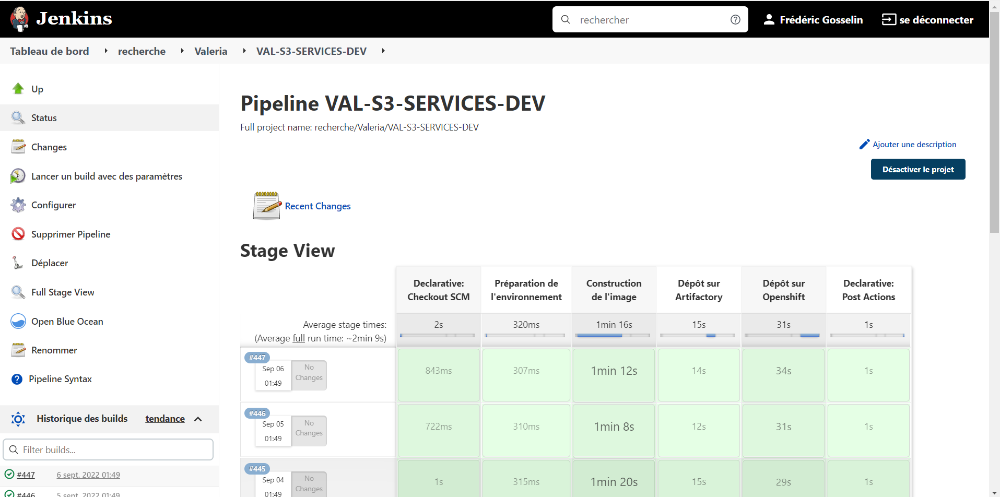 Jenkins
rechercher
Frédéric Gosselin
se déconnecter
Tableau de bord
recherche
Valeria
VAL-S3-SERVICES-DEV
Up
Status
Changes
Lancer un build avec des paramètres
Configurer
Supprimer Pipeline
Déplacer
Full Stage View
Open Blue Ocean
Renommer
Pipeline Syntax
Historique des builds
tendance
Filter builds...
#447
6 sept. 2022 01:49
#446
5 sept. 2022 01:49
Pipeline VAL-S3-SERVICES-DEV
Full project name: recherche/Valeria/VAL-S3-SERVICES-DEV
Ajouter une description
Désactiver le projet
Recent Changes
Stage View
Declarative:
Checkout SCM
Préparation de
l'environnement
Construction
de l'image
Dépôt sur
Artifactory
Dépôt sur
Openshift
Declarative:
Post Actions
Average stage times:
(Average full run time: ~2min 9s)
2s
320ms
1min 16s
15s
31s
1s
#447
Sep 06
01:49
No
Changes
843ms
307ms
1min 12s
14s
34s
1s
#446
Sep 05
01:49
No
Changes
722ms
310ms
1min 8s
12s
31s
1s
#445
Sep 04
01:49
No
Changes
1s
315ms
1min 20s
15s
29s
1s